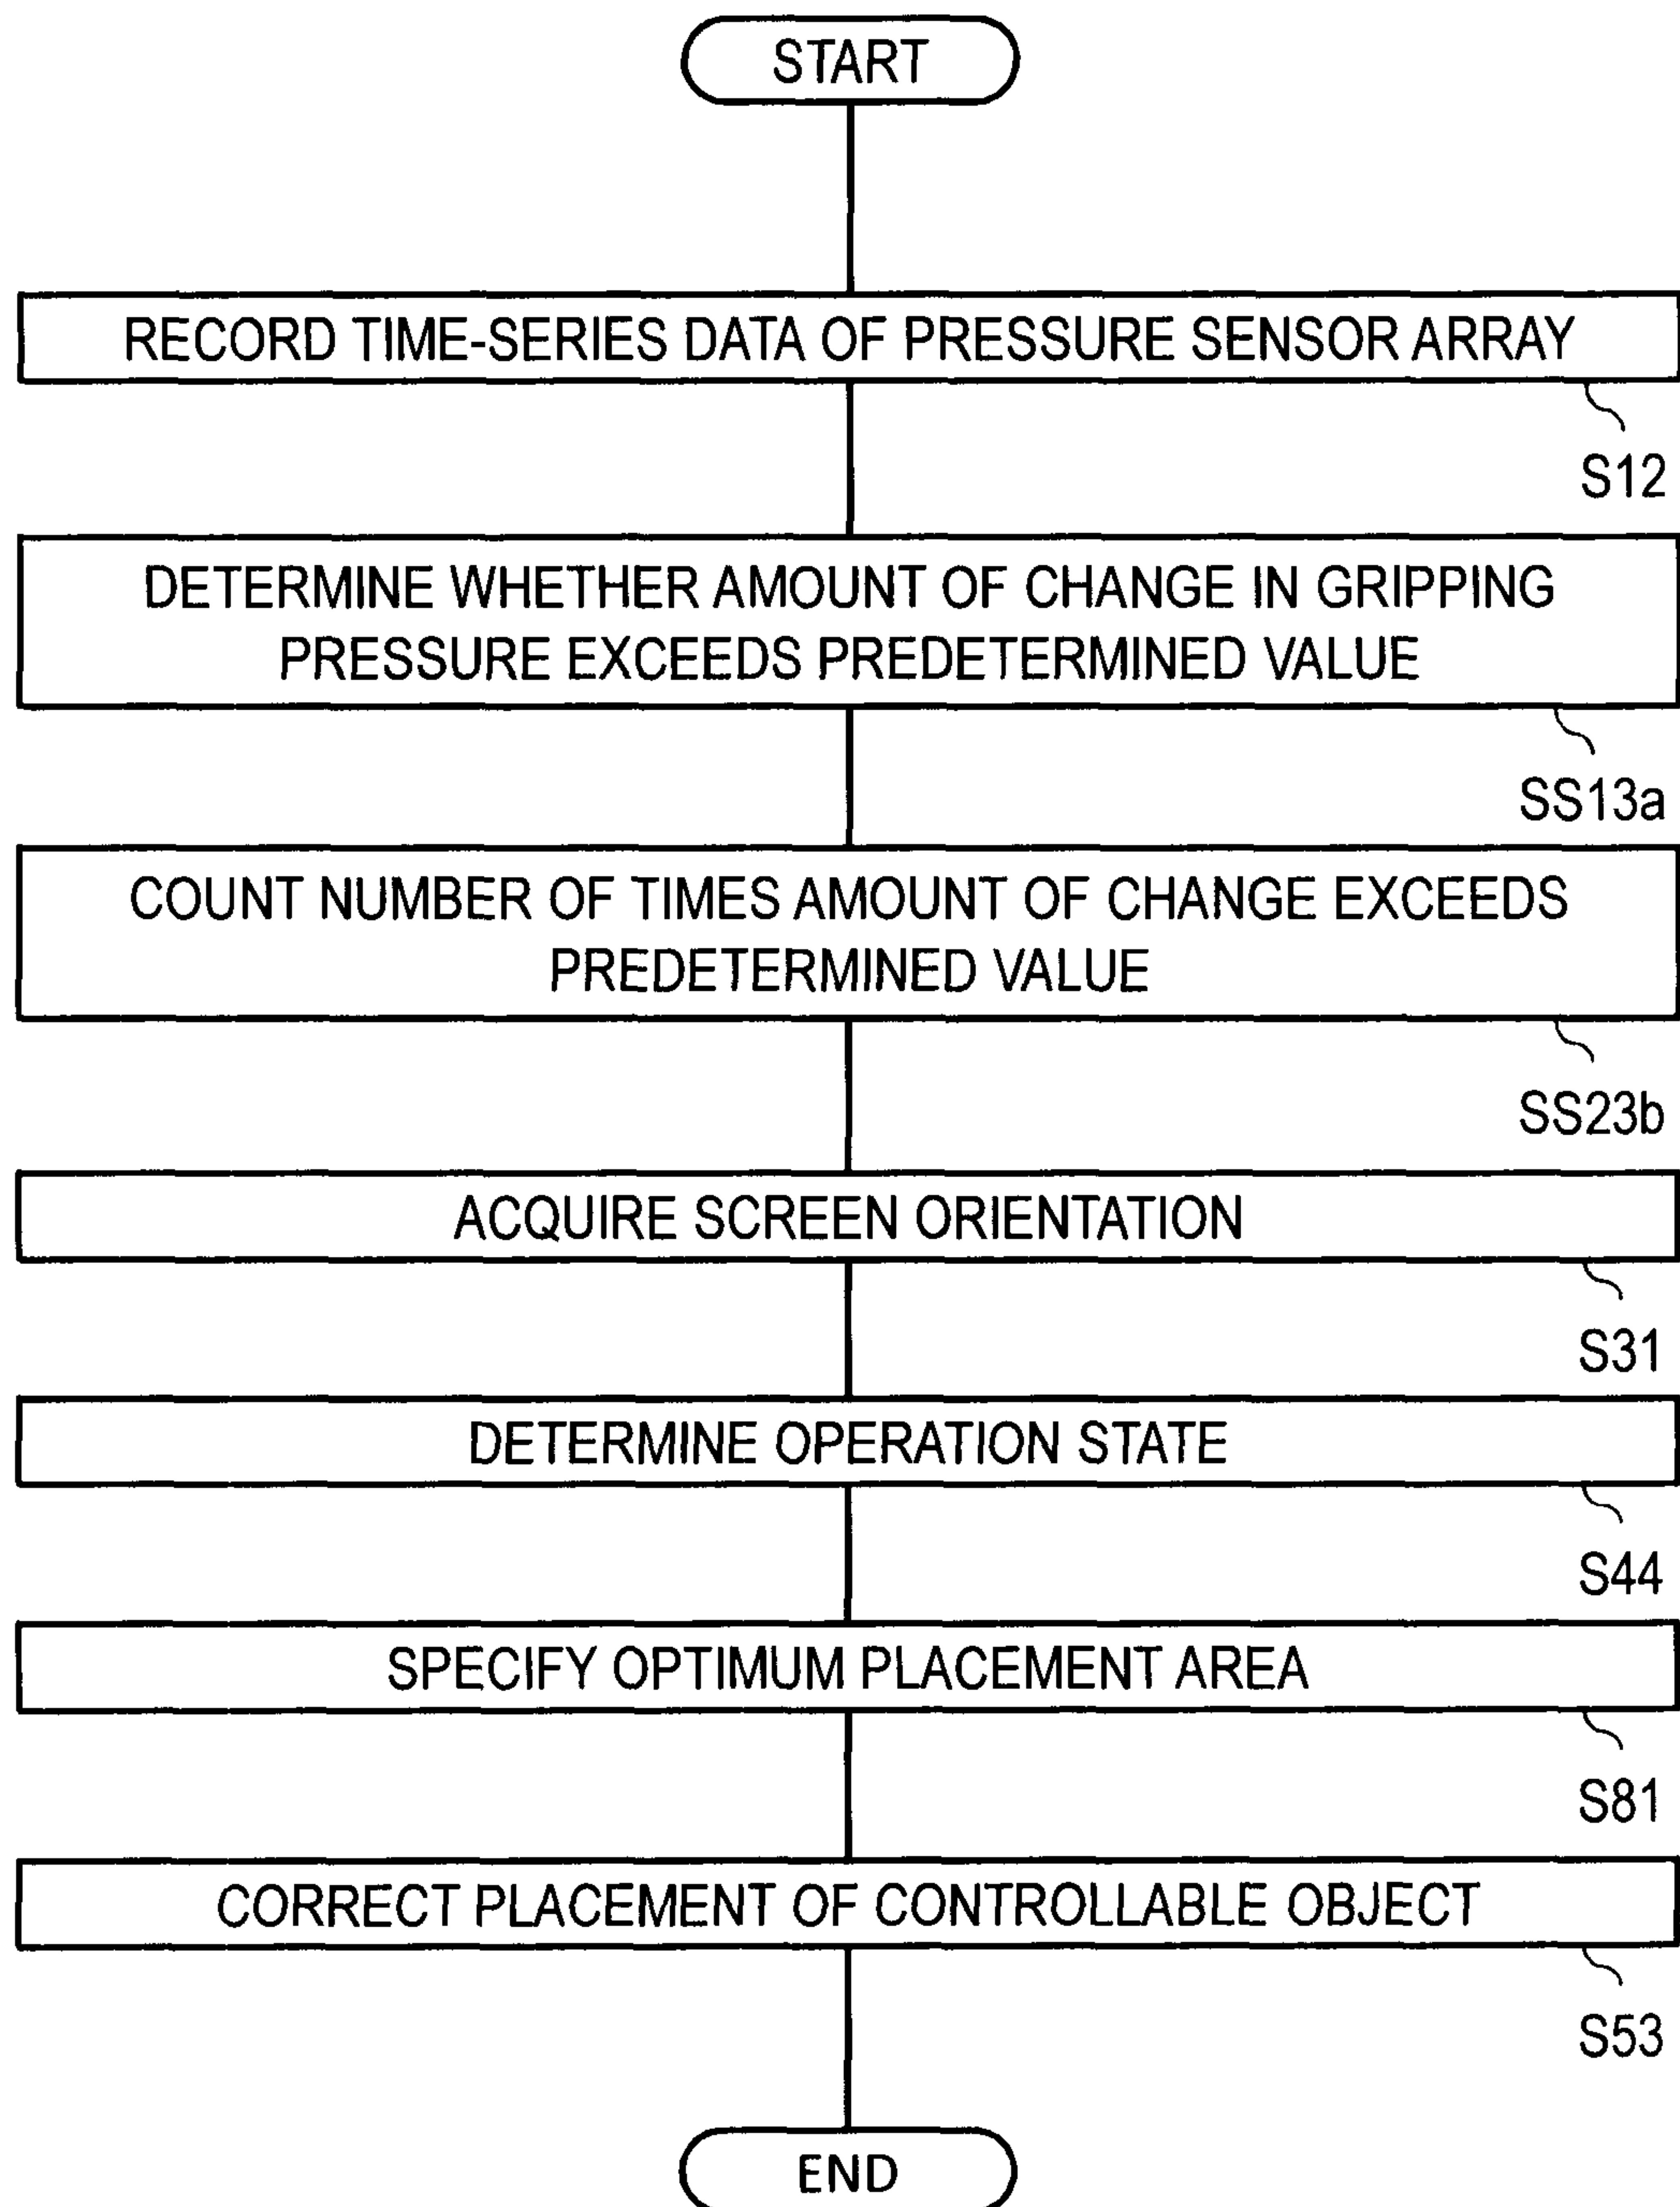 START
RECORD TIME-SERIES DATA OF PRESSURE SENSOR ARRAY
S12
DETERMINE WHETHER AMOUNT OF CHANGE IN GRIPPING
PRESSURE EXCEEDS PREDETERMINED VALUE
SS13a
COUNT NUMBER OF TIMES AMOUNT OF CHANGE EXCEEDS
PREDETERMINED VALUE
SS23b
ACQUIRE SCREEN ORIENTATION
S31
DETERMINE OPERATION STATE
S44
SPECIFY OPTIMUM PLACEMENT AREA
S81
CORRECT PLACEMENT OF CONTROLLABLE OBJECT
S53
END